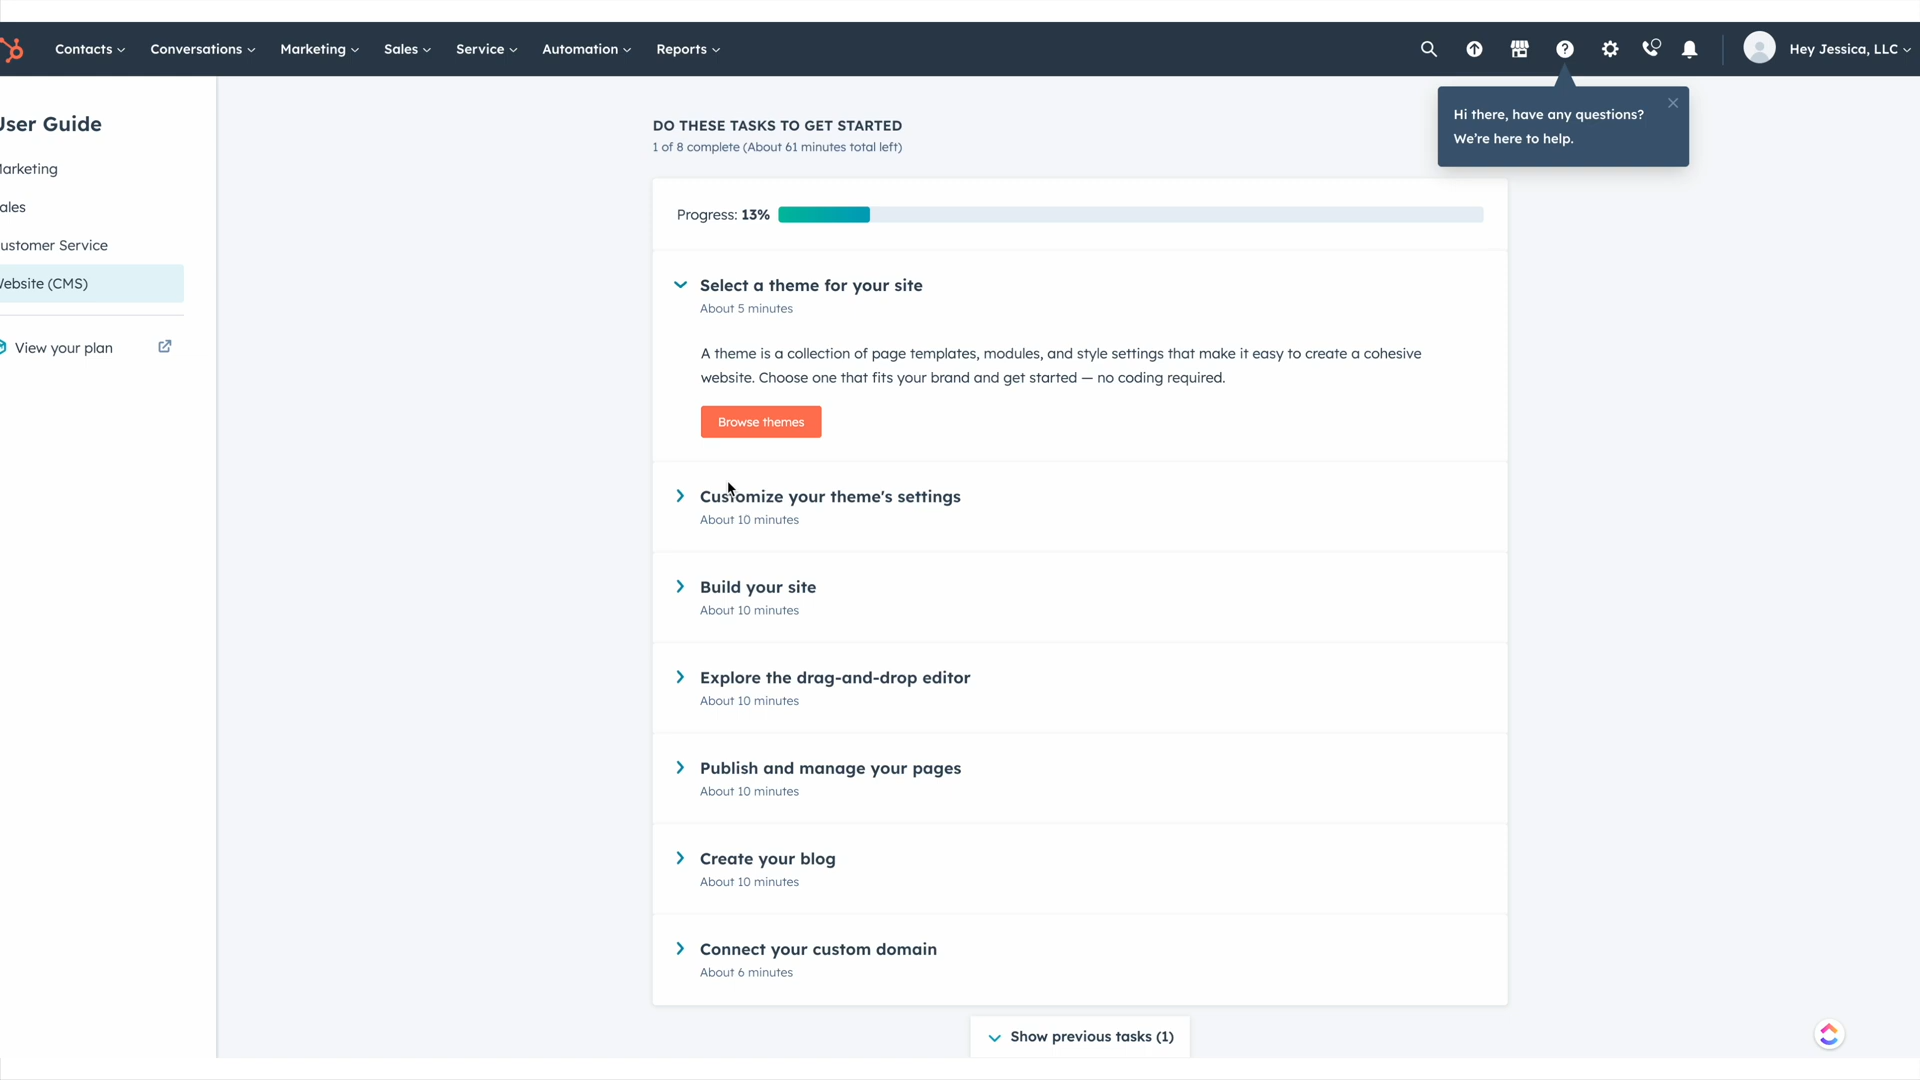 Contacts
Conversations
Marketing
Sales
Service
Automation
Reports
Hey Jessica, LLC
User Guide
arketing
ales
ustomer Service
Website (CMS)
View your plan
Hi there, have any questions?
We're here to help.
DO THESE TASKS TO GET STARTED
1 of 8 complete (About 61 minutes total left)
Progress: 13%
Select a theme for your site
About 5 minutes
A theme is a collection of page templates, modules, and style settings that make it easy to create a cohesive
website. Choose one that fits your brand and get started — no coding required.
Browse themes
Customize your theme's settings
About 10 minutes
Build your site
About 10 minutes
Explore the drag-and-drop editor
About 10 minutes
Publish and manage your pages
About 10 minutes
Create your blog
About 10 minutes
Connect your custom domain
About 6 minutes
Show previous tasks (1)